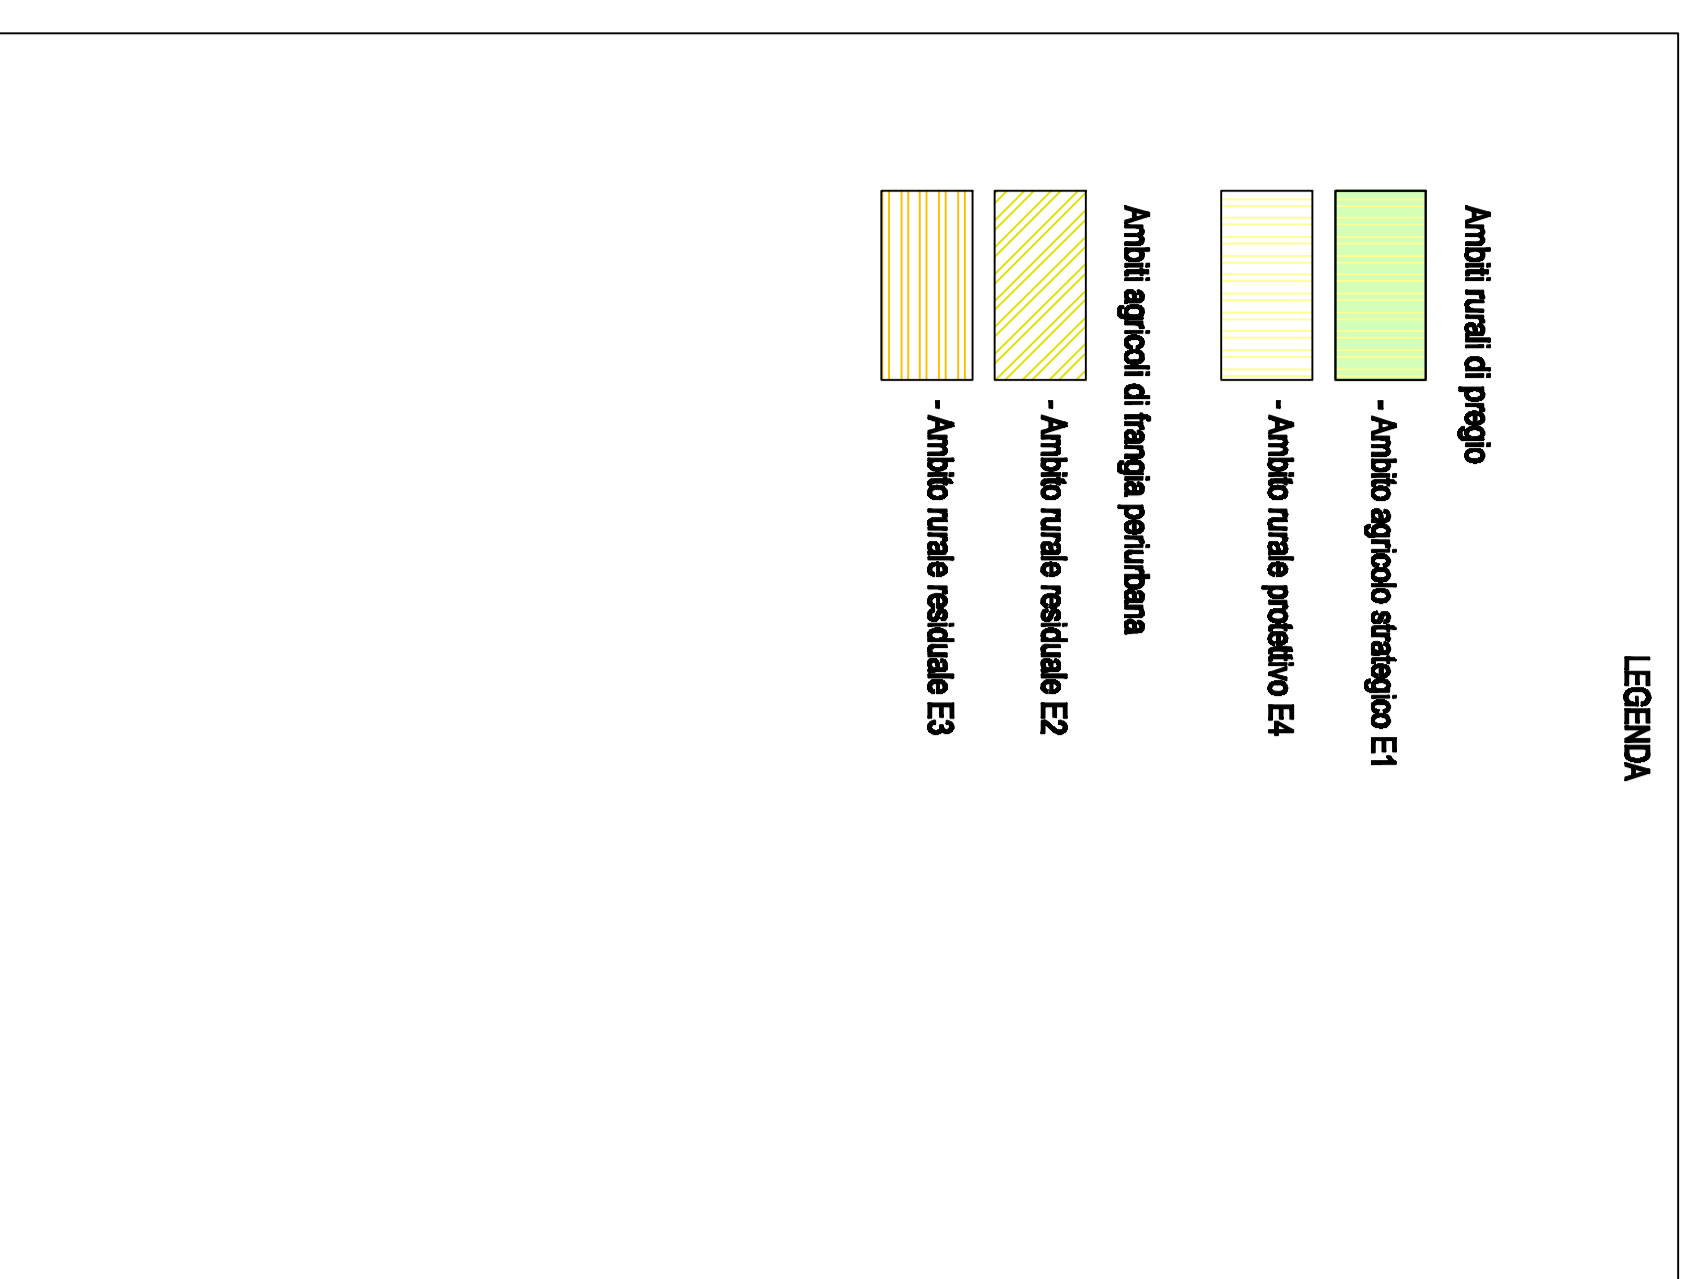 LEGENDA
Ambiti rurali di pregio
- Ambito agricolo strategico E1
- Ambito rurale protettivo E4
Ambiti agricoli di frangia periurbana
- Ambito rurale residuale E2
- Ambito rurale residuale E3